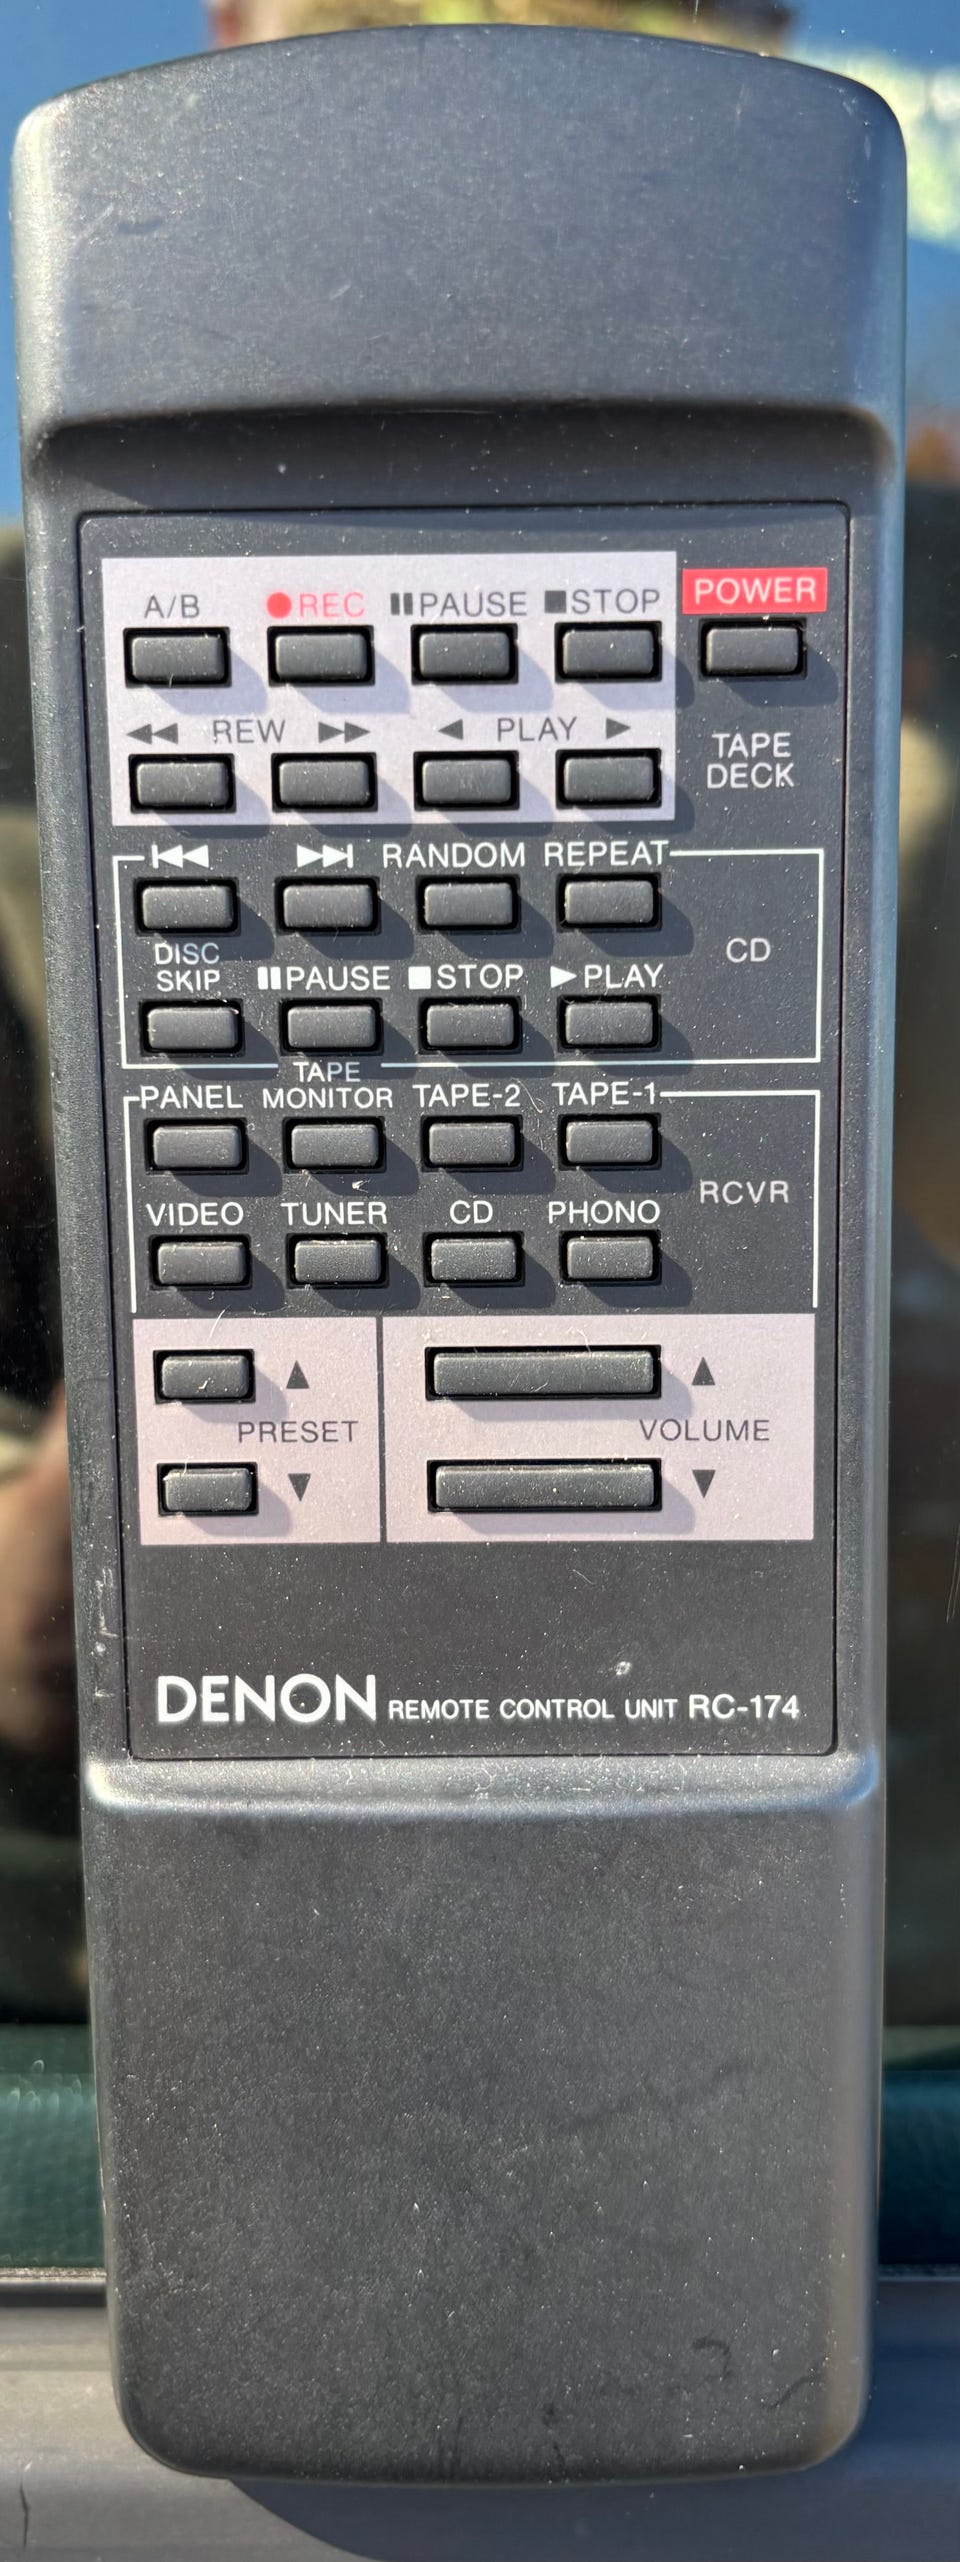 A/B ●REC ⏸PAUSE ■STOP POWER
◀◀ REW ▶▶ ◀ PLAY ▶
TAPE
DECK
⏮ ⏭ RANDOM REPEAT
CD
DISC
SKIP ⏸PAUSE ■STOP ▶PLAY
TAPE
PANEL MONITOR TAPE-2 TAPE-1
RCVR
VIDEO TUNER CD PHONO
▲ ▲
PRESET VOLUME
▼ ▼
DENON REMOTE CONTROL UNIT RC-174